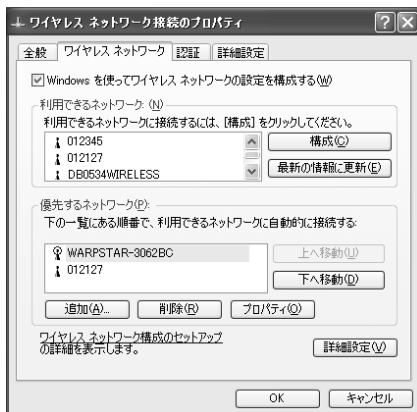 ワイヤレス ネットワーク接続のプロパティ
全般 ワイヤレス ネットワーク 認証 詳細設定
Windows を使ってワイヤレス ネットワークの設定を構成する(W)
利用できるネットワーク: (N)
利用できるネットワークに接続するには、[構成] をクリックしてください。
012345
012127
DB0534WIRELESS
構成(C)
最新の情報に更新(E)
優先するネットワーク(P):
下の一覧にある順番で、利用できるネットワークに自動的に接続する:
WARPSTAR-3062BC
012127
上へ移動(U)
下へ移動(D)
追加(A)... 削除(R) プロパティ(O)
ワイヤレス ネットワーク構成のセットアップ
の詳細を表示します。
詳細設定(V)
OK キャンセル